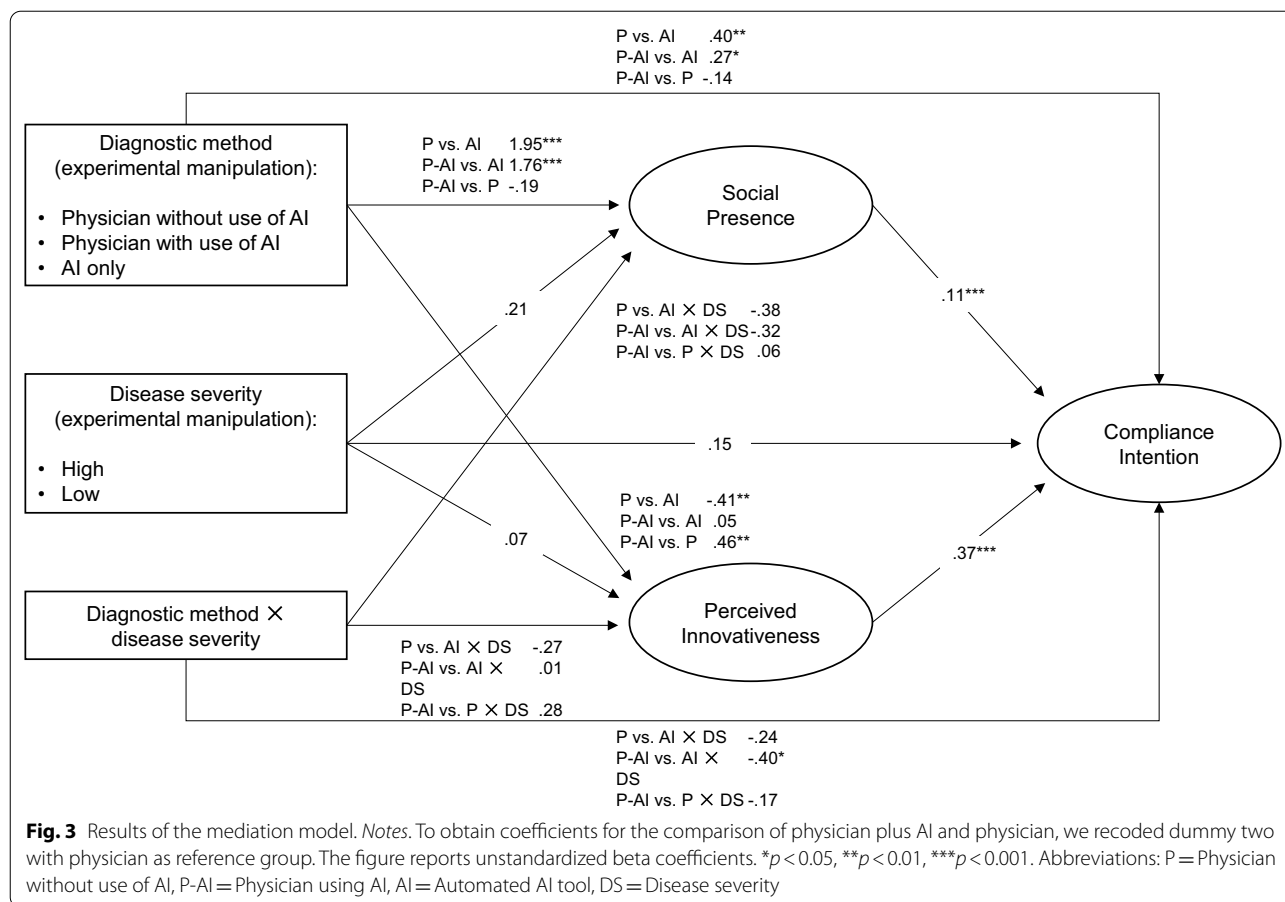 P vs. AI .40**
P-AI vs. AI .27*
P-AI vs. P -.14
Diagnostic method
(experimental manipulation):
• Physician without use of AI
• Physician with use of AI
• AI only
P vs. AI 1.95***
P-AI vs. AI 1.76***
P-AI vs. P -.19
Social
Presence
.21
P vs. AI × DS -.38
P-AI vs. AI × DS -.32
P-AI vs. P × DS .06
.11***
Disease severity
(experimental manipulation):
• High
• Low
.15
Compliance
Intention
.07
P vs. AI -.41**
P-AI vs. AI .05
P-AI vs. P .46**
.37***
Diagnostic method ×
disease severity
Perceived
Innovativeness
P vs. AI × DS -.27
P-AI vs. AI × .01
DS
P-AI vs. P × DS .28
P vs. AI × DS -.24
P-AI vs. AI × -.40*
DS
P-AI vs. P × DS -.17
Fig. 3 Results of the mediation model. Notes. To obtain coefficients for the comparison of physician plus AI and physician, we recoded dummy two
with physician as reference group. The figure reports unstandardized beta coefficients. *p < 0.05, **p < 0.01, ***p < 0.001. Abbreviations: P = Physician
without use of AI, P-AI = Physician using AI, AI = Automated AI tool, DS = Disease severity